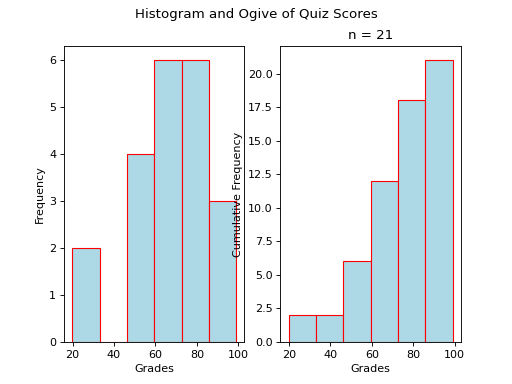 Histogram and Ogive of Quiz Scores
n = 21
6
5
4
3
2
1
0
Frequency
20 40 60 80 100
Grades
20.0
17.5
15.0
12.5
10.0
7.5
5.0
2.5
0.0
Cumulative Frequency
20 40 60 80 100
Grades